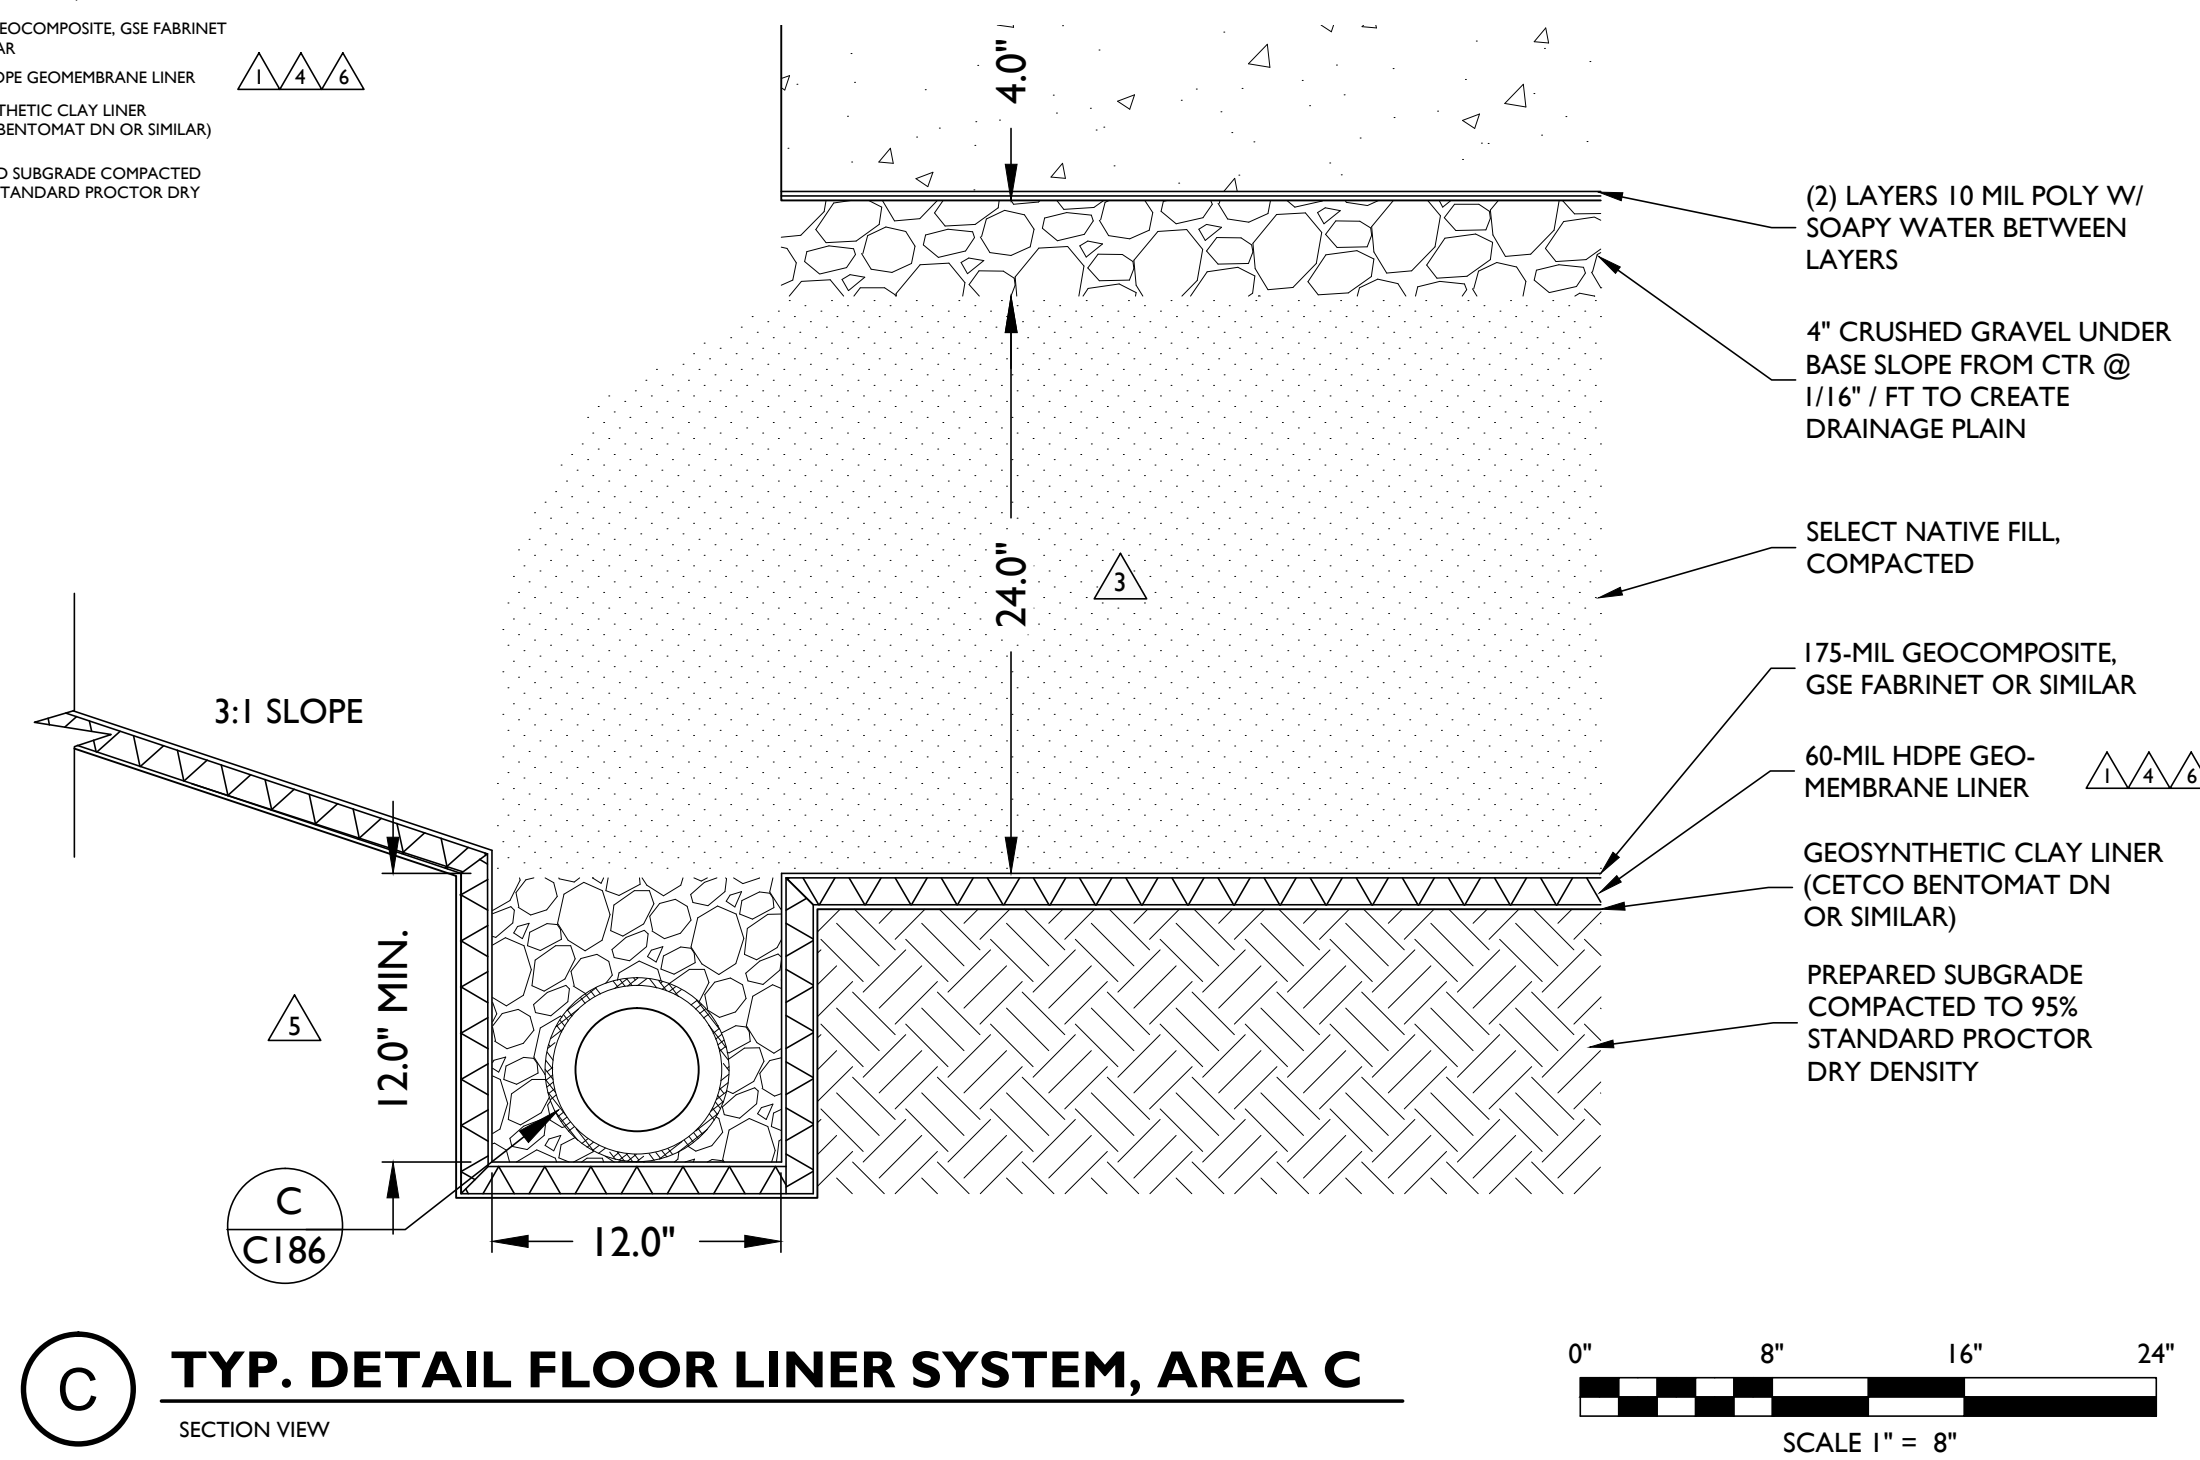 GEOCOMPOSITE, GSE FABRINET
GEOMEMBRANE LINER
1 4 6
CLAY LINER
BENTOMAT DN OR SIMILAR)
SUBGRADE COMPACTED
STANDARD PROCTOR DRY
4.0"
(2) LAYERS 10 MIL POLY W/
SOAPY WATER BETWEEN
LAYERS
4" CRUSHED GRAVEL UNDER
BASE SLOPE FROM CTR @
1/16" / FT TO CREATE
DRAINAGE PLAIN
24.0"
3
SELECT NATIVE FILL,
COMPACTED
175-MIL GEOCOMPOSITE,
GSE FABRINET OR SIMILAR
3:1 SLOPE
60-MIL HDPE GEO-
MEMBRANE LINER
1 4 6
GEOSYNTHETIC CLAY LINER
(CETCO BENTOMAT DN
OR SIMILAR)
12.0" MIN.
5
PREPARED SUBGRADE
COMPACTED TO 95%
STANDARD PROCTOR
DRY DENSITY
C
C186
12.0"
C
TYP. DETAIL FLOOR LINER SYSTEM, AREA C
SECTION VIEW
0" 8" 16" 24"
SCALE 1" = 8"